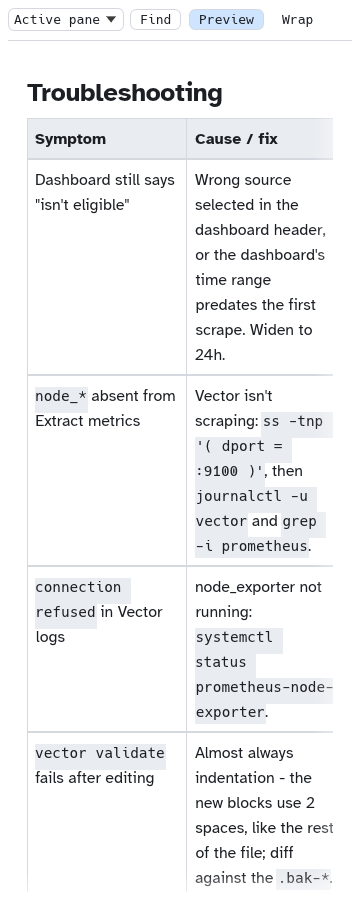 Active pane Find Preview Wrap
Troubleshooting
Symptom
Cause / fix
Dashboard still says
"isn't eligible"
Wrong source
selected in the
dashboard header,
or the dashboard's
time range
predates the first
scrape. Widen to
24h.
node_* absent from
Extract metrics
Vector isn't
scraping: ss -tnp
'( dport =
:9100 )', then
journalctl -u
vector and grep
-i prometheus.
connection
refused in Vector
logs
node_exporter not
running:
systemctl
status
prometheus-node-
exporter.
vector validate
fails after editing
Almost always
indentation - the
new blocks use 2
spaces, like the rest
of the file; diff
against the .bak-*.